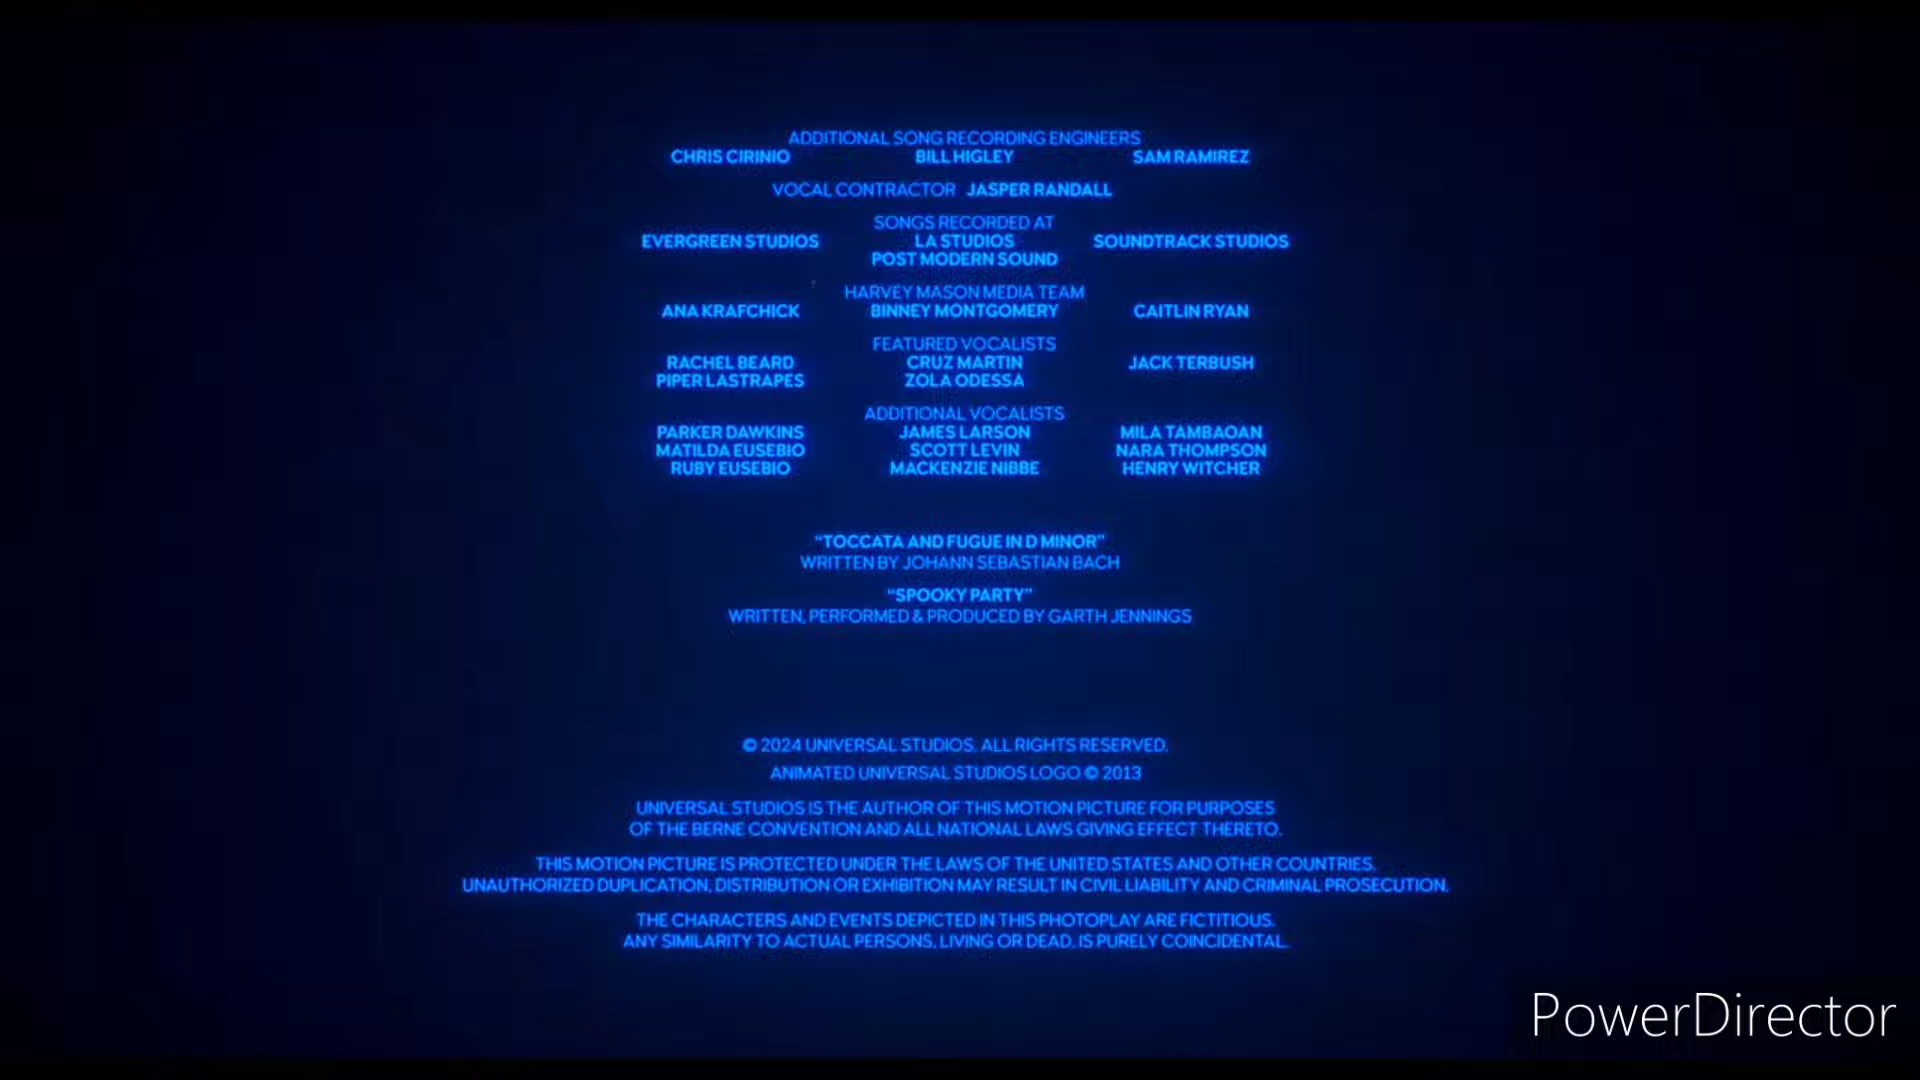 ADDITIONAL SONG RECORDING ENGINEERS
CHRIS CIRINIO BILL HIGLEY SAM RAMIREZ
VOCAL CONTRACTOR JASPER RANDALL
SONGS RECORDED AT
EVERGREEN STUDIOS LA STUDIOS SOUNDTRACK STUDIOS
POST MODERN SOUND
HARVEY MASON MEDIA TEAM
ANA KRAFCHICK BINNEY MONTGOMERY CAITLIN RYAN
FEATURED VOCALISTS
RACHEL BEARD CRUZ MARTIN JACK TERBUSH
PIPER LASTRAPES ZOLA ODESSA
ADDITIONAL VOCALISTS
PARKER DAWKINS JAMES LARSON MILA TAMBAOAN
MATILDA EUSEBIO SCOTT LEVIN NARA THOMPSON
RUBY EUSEBIO MACKENZIE NIBBE HENRY WITCHER
“TOCCATA AND FUGUE IN D MINOR”
WRITTEN BY JOHANN SEBASTIAN BACH
“SPOOKY PARTY”
WRITTEN, PERFORMED & PRODUCED BY GARTH JENNINGS
© 2024 UNIVERSAL STUDIOS. ALL RIGHTS RESERVED.
ANIMATED UNIVERSAL STUDIOS LOGO © 2013
UNIVERSAL STUDIOS IS THE AUTHOR OF THIS MOTION PICTURE FOR PURPOSES
OF THE BERNE CONVENTION AND ALL NATIONAL LAWS GIVING EFFECT THERETO.
THIS MOTION PICTURE IS PROTECTED UNDER THE LAWS OF THE UNITED STATES AND OTHER COUNTRIES.
UNAUTHORIZED DUPLICATION, DISTRIBUTION OR EXHIBITION MAY RESULT IN CIVIL LIABILITY AND CRIMINAL PROSECUTION.
THE CHARACTERS AND EVENTS DEPICTED IN THIS PHOTOPLAY ARE FICTITIOUS.
ANY SIMILARITY TO ACTUAL PERSONS, LIVING OR DEAD, IS PURELY COINCIDENTAL.
PowerDirector